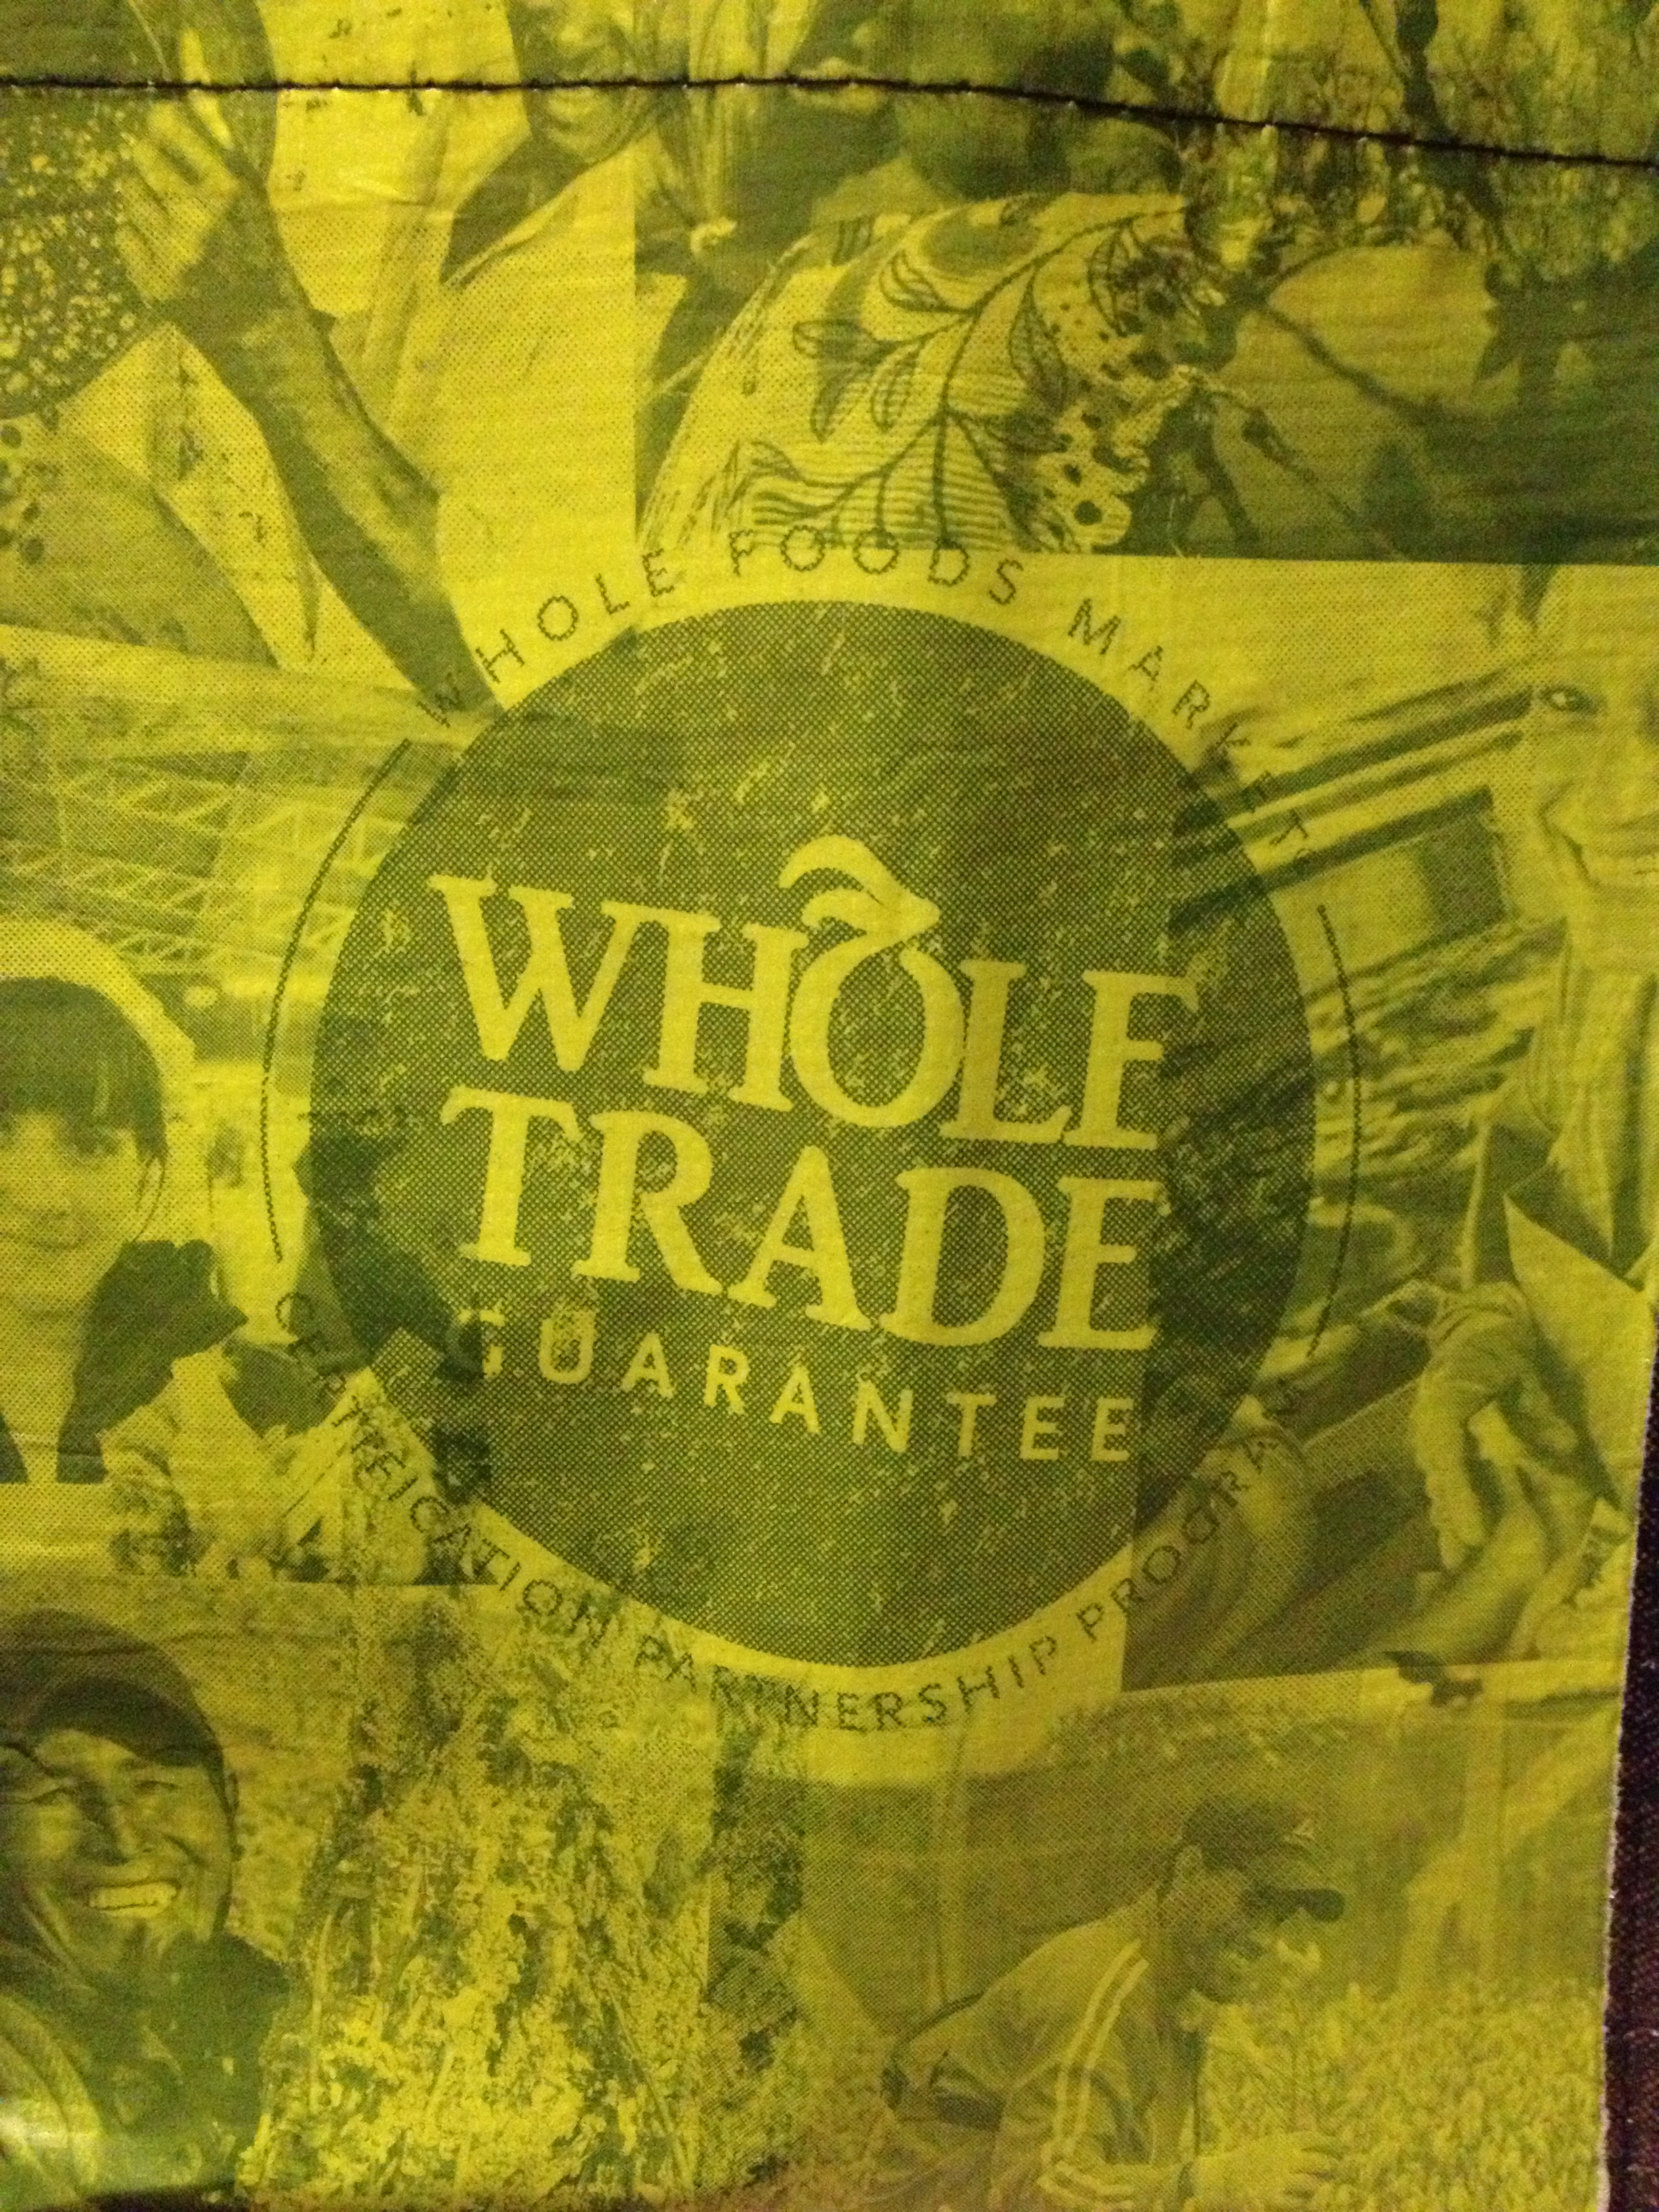 WHOLE FOODS MARKET'S
WHOLE
TRADE
GUARANTEE
CERTIFICATION PARTNERSHIP PROGRAM